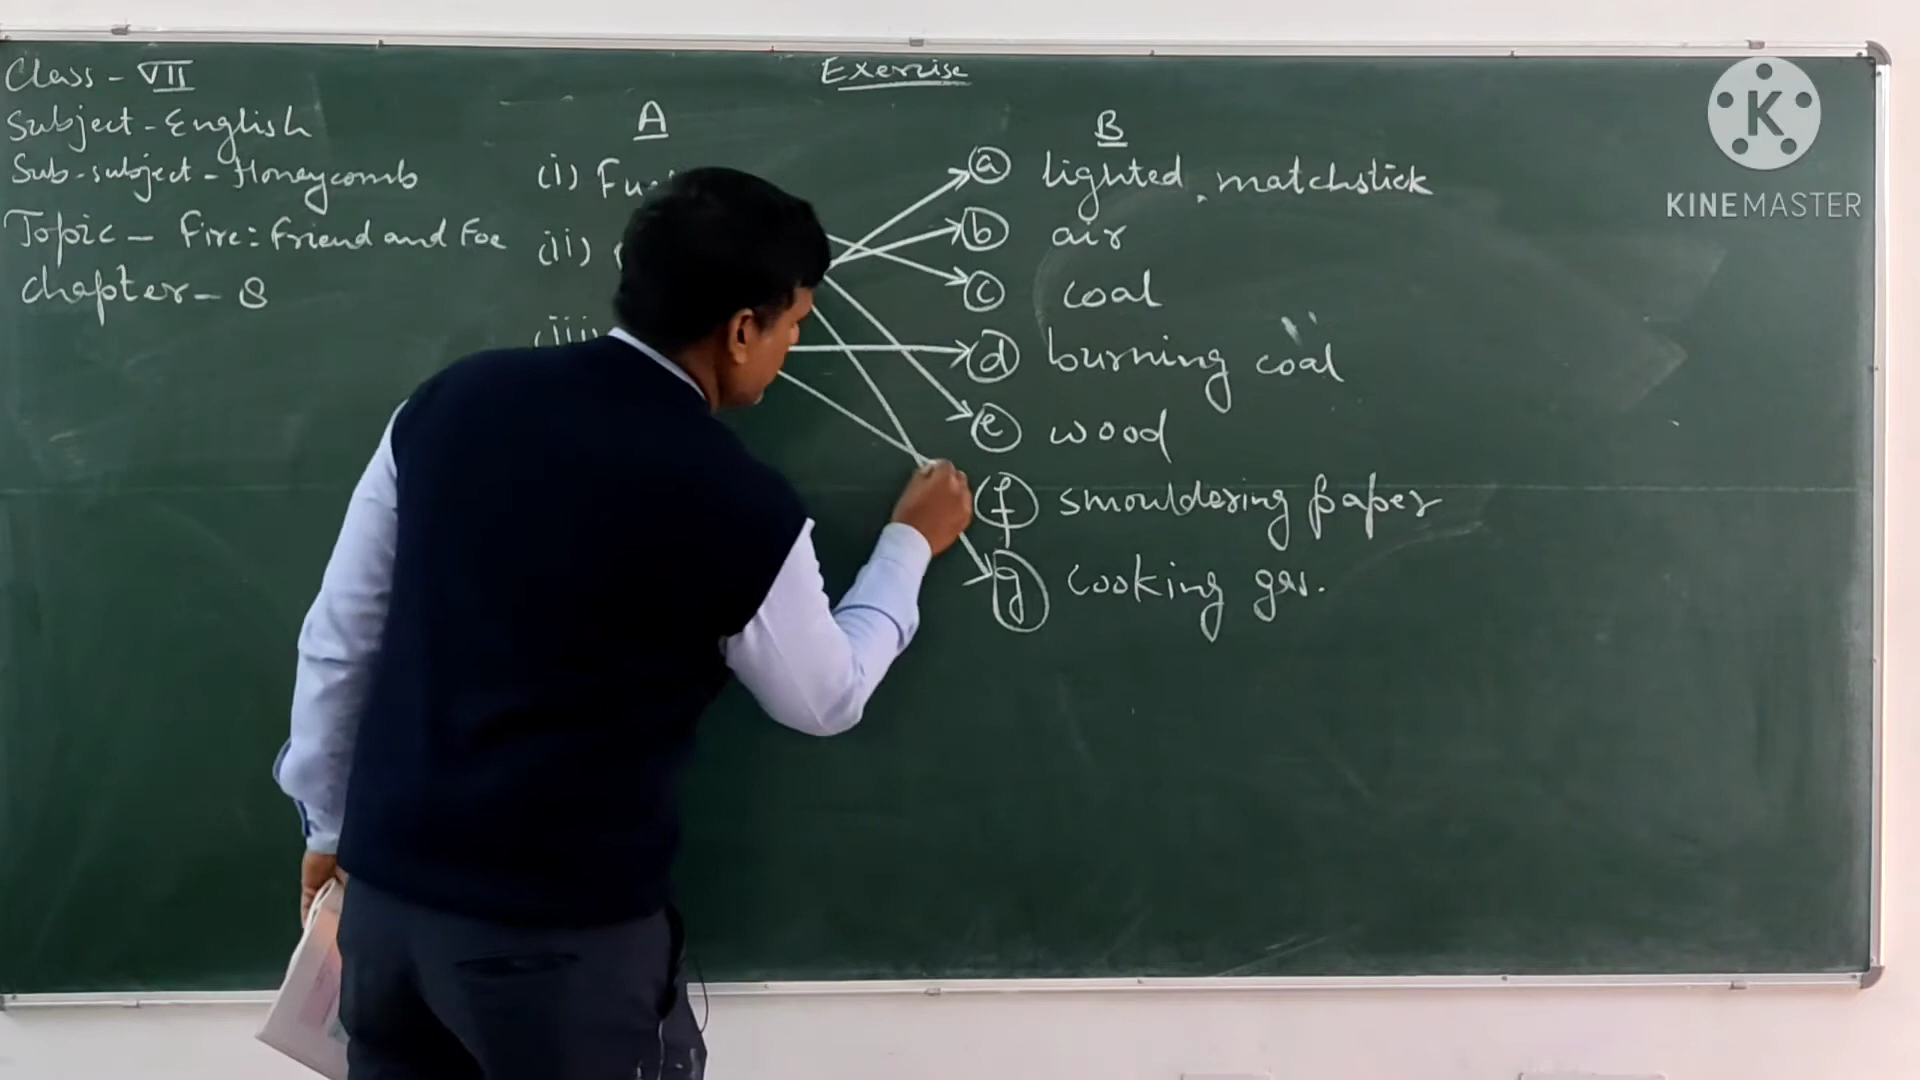 Class - VII
Subject - English
Sub-subject - Honeycomb
Topic - Fire: Friend and Foe
Chapter - 8
Exercise
A
B
(i)
(ii)
(iii)
(a) lighted matchstick
(b) air
(c) coal
(d) burning coal
(e) wood
(f) smouldering paper
(g) cooking gas.
K
KINEMASTER